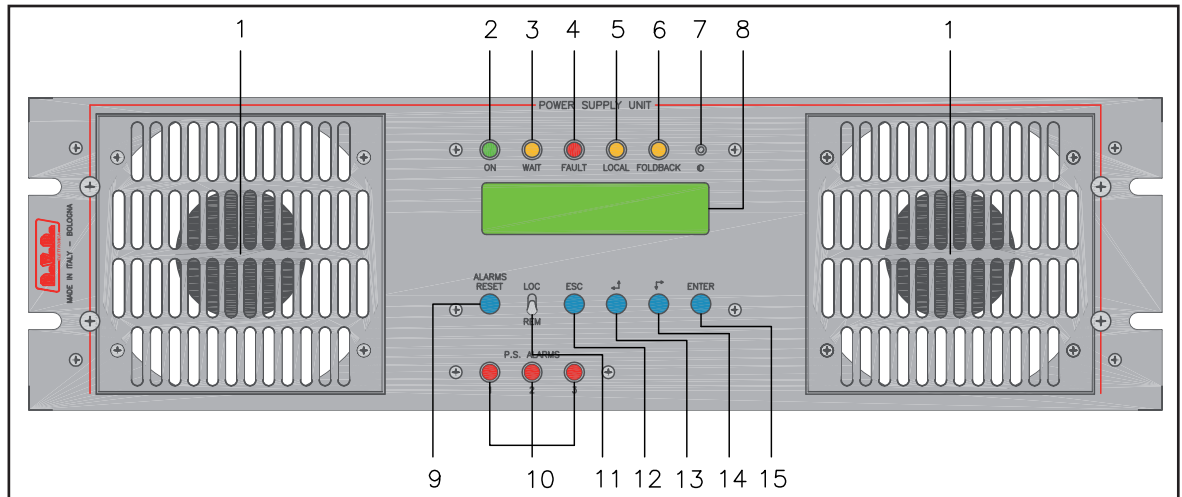 1 2 3 4 5 6 7 8 1
POWER SUPPLY UNIT
ON WAIT FAULT LOCAL FOLDBACK
MADE IN ITALY - BOLOGNA
ALARMS RESET LOC ESC ENTER
REM
P.S. ALARMS
1 2 3
9 10 11 12 13 14 15